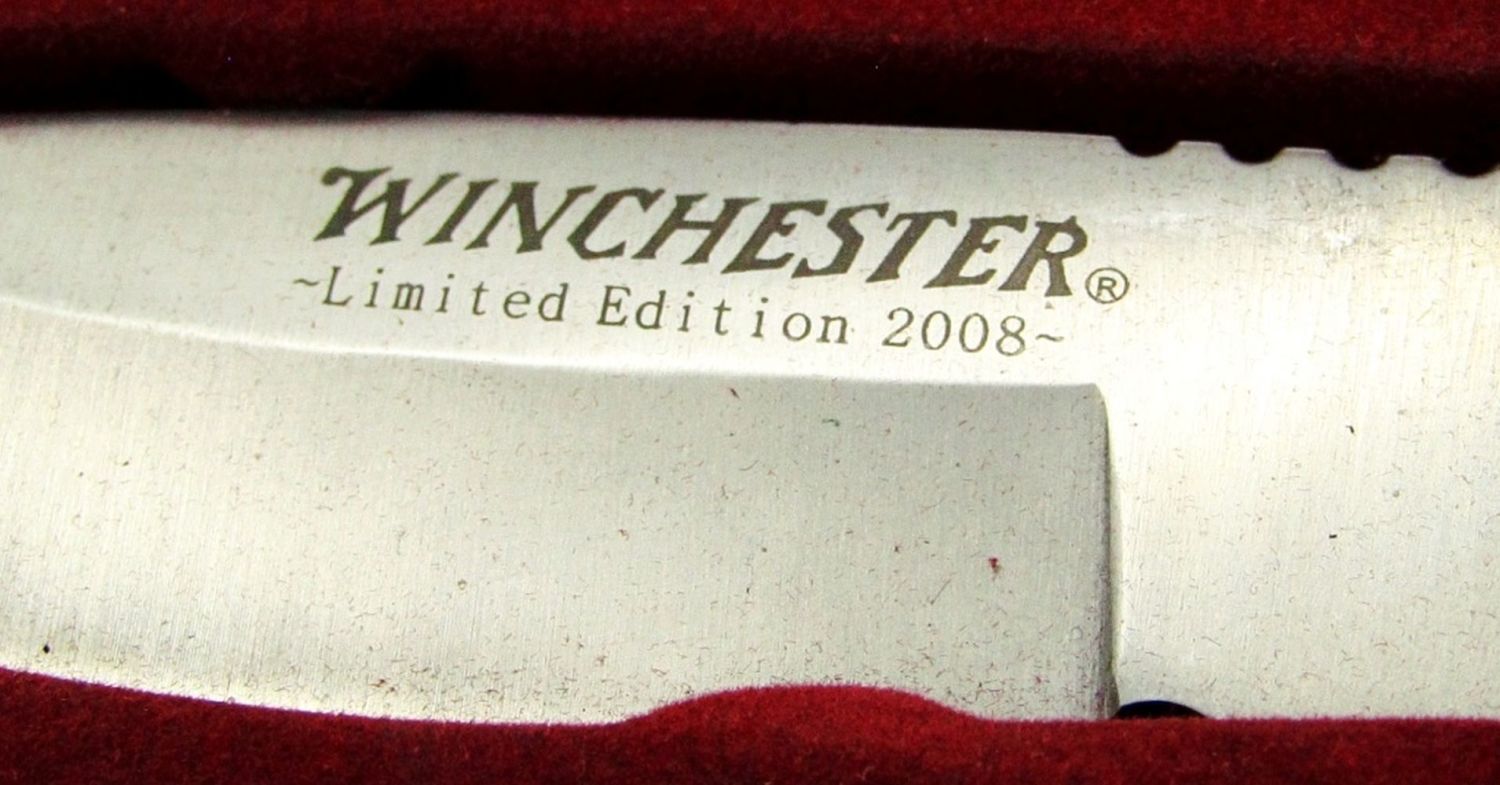 WINCHESTER®
~Limited Edition 2008~